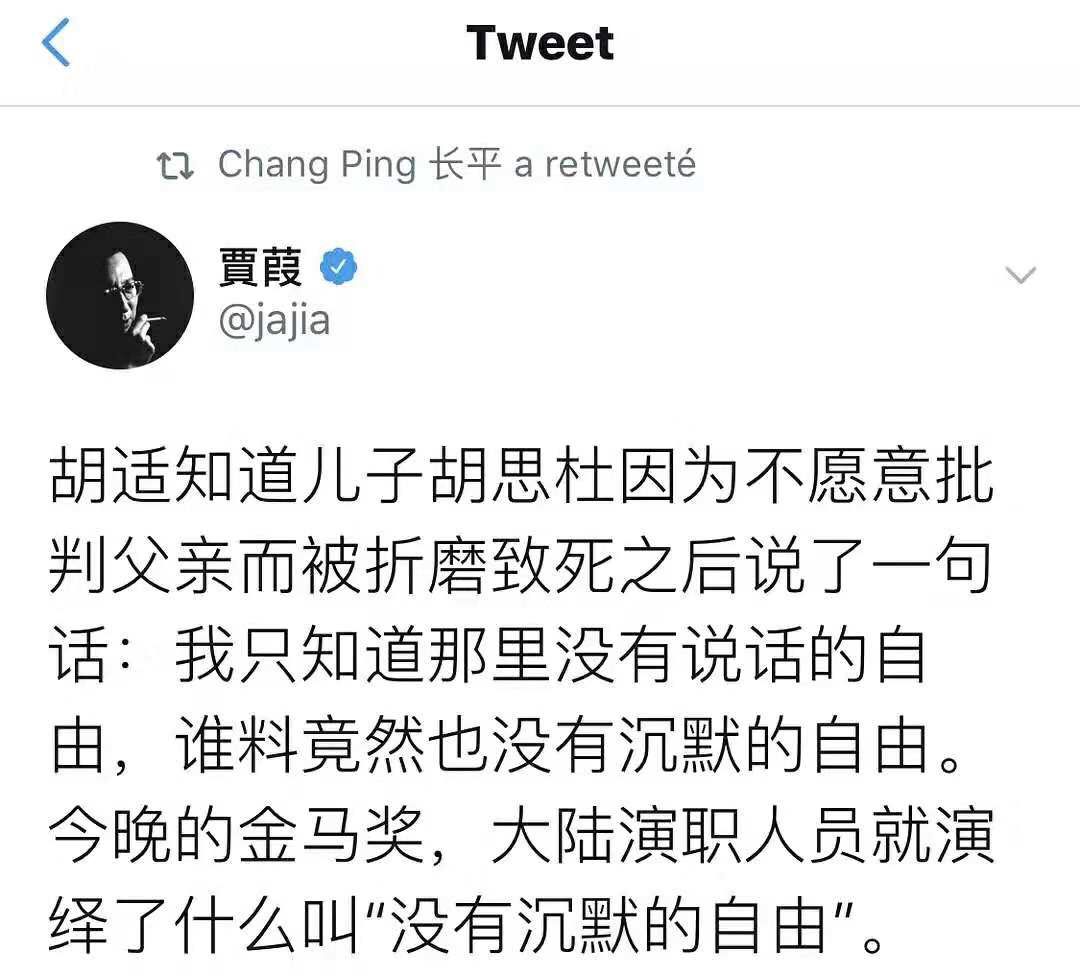 Tweet
Chang Ping 长平 a retweeté
賈葭
@jajia
胡适知道儿子胡思杜因为不愿意批
判父亲而被折磨致死之后说了一句
话：我只知道那里没有说话的自
由，谁料竟然也没有沉默的自由。
今晚的金马奖，大陆演职人员就演
绎了什么叫“没有沉默的自由”。